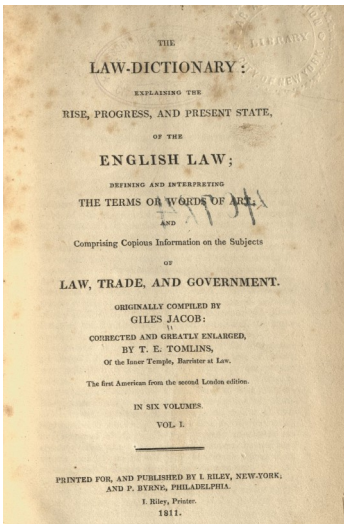 THE
LAW-DICTIONARY:
EXPLAINING THE
RISE, PROGRESS, AND PRESENT STATE,
OF THE
ENGLISH LAW;
DEFINING AND INTERPRETING
THE TERMS OR WORDS OF ART;
AND
Comprising Copious Information on the Subjects
OF
LAW, TRADE, AND GOVERNMENT.
ORIGINALLY COMPILED BY
GILES JACOB:
CORRECTED AND GREATLY ENLARGED,
BY T. E. TOMLINS,
Of the Inner Temple, Barrister at Law.
The first American from the second London edition.
IN SIX VOLUMES.
VOL. I.
PRINTED FOR, AND PUBLISHED BY I. RILEY, NEW-YORK;
AND P. BYRNE, PHILADELPHIA.
I. Riley, Printer.
1811.
LIBRARY